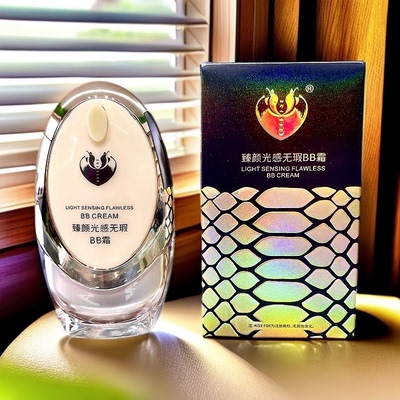 LIGHT SENSING FLAWLESS
BB CREAM
臻颜光感无瑕
BB霜
®
臻颜光感无瑕BB霜
LIGHT SENSING FLAWLESS
BB CREAM